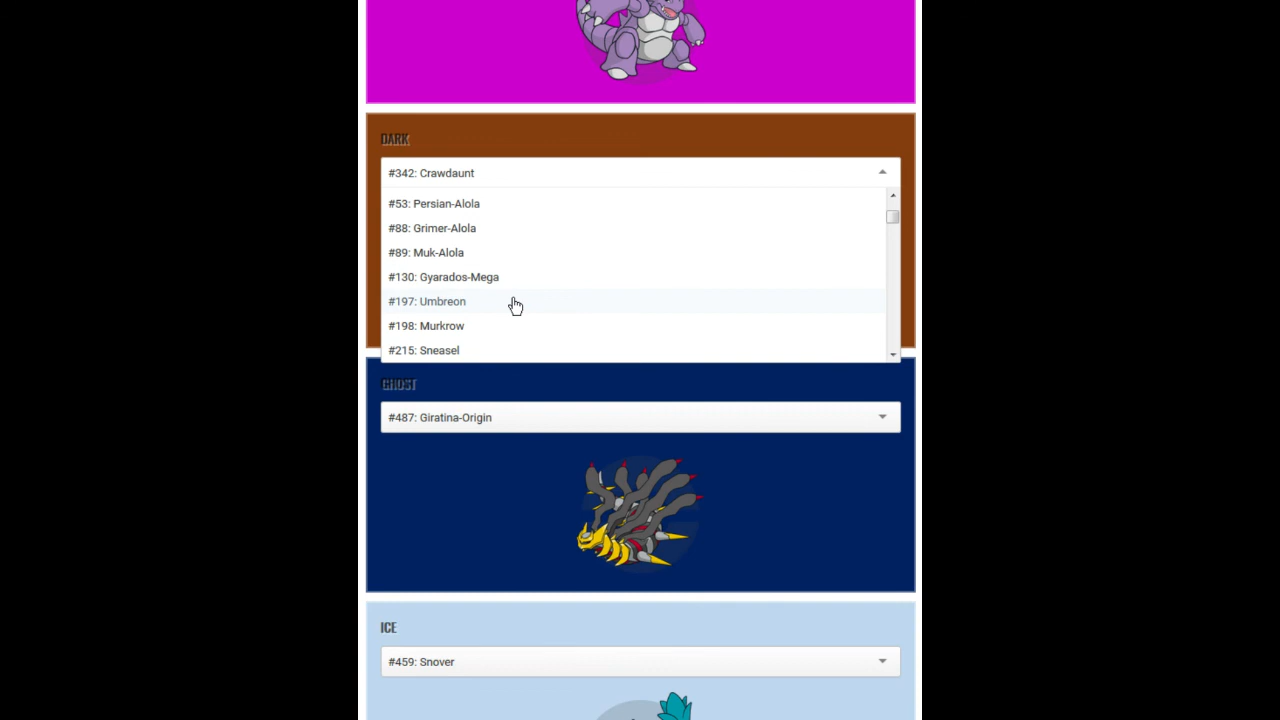 DARK
#342: Crawdaunt
#53: Persian-Alola
#88: Grimer-Alola
#89: Muk-Alola
#130: Gyarados-Mega
#197: Umbreon
#198: Murkrow
#215: Sneasel
GHOST
#487: Giratina-Origin
ICE
#459: Snover